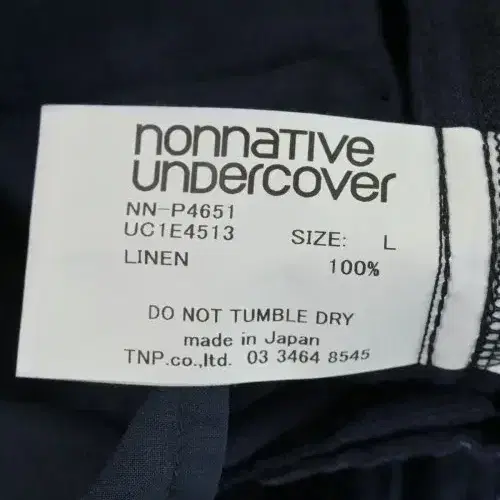 nonnative
undercover
NN-P4651
UC1E4513 SIZE: L
LINEN 100%
DO NOT TUMBLE DRY
made in Japan
TNP.co.,ltd. 03 3464 8545